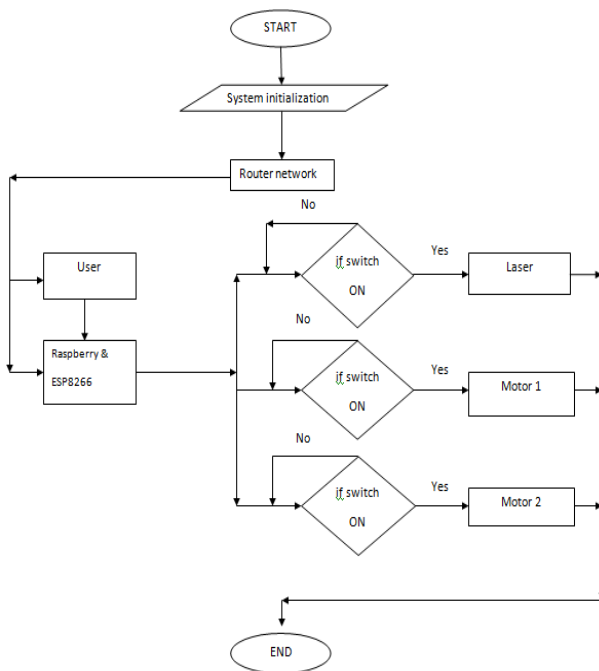 START
System initialization
Router network
No
User
if switch
ON
Yes
Laser
No
Raspberry &
ESP8266
if switch
ON
Yes
Motor 1
No
if switch
ON
Yes
Motor 2
END